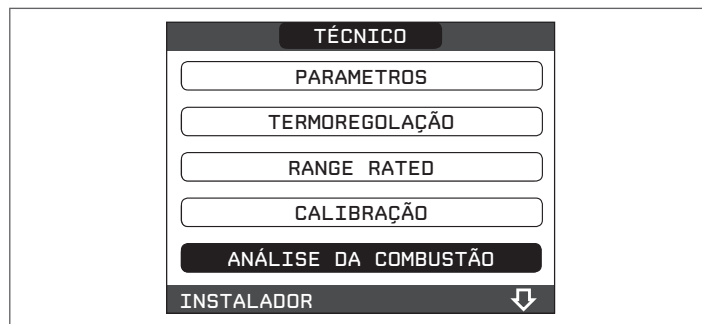 TÉCNICO
PARAMETROS
TERMOREGOLAÇÃO
RANGE RATED
CALIBRAÇÃO
ANÁLISE DA COMBUSTÃO
INSTALADOR